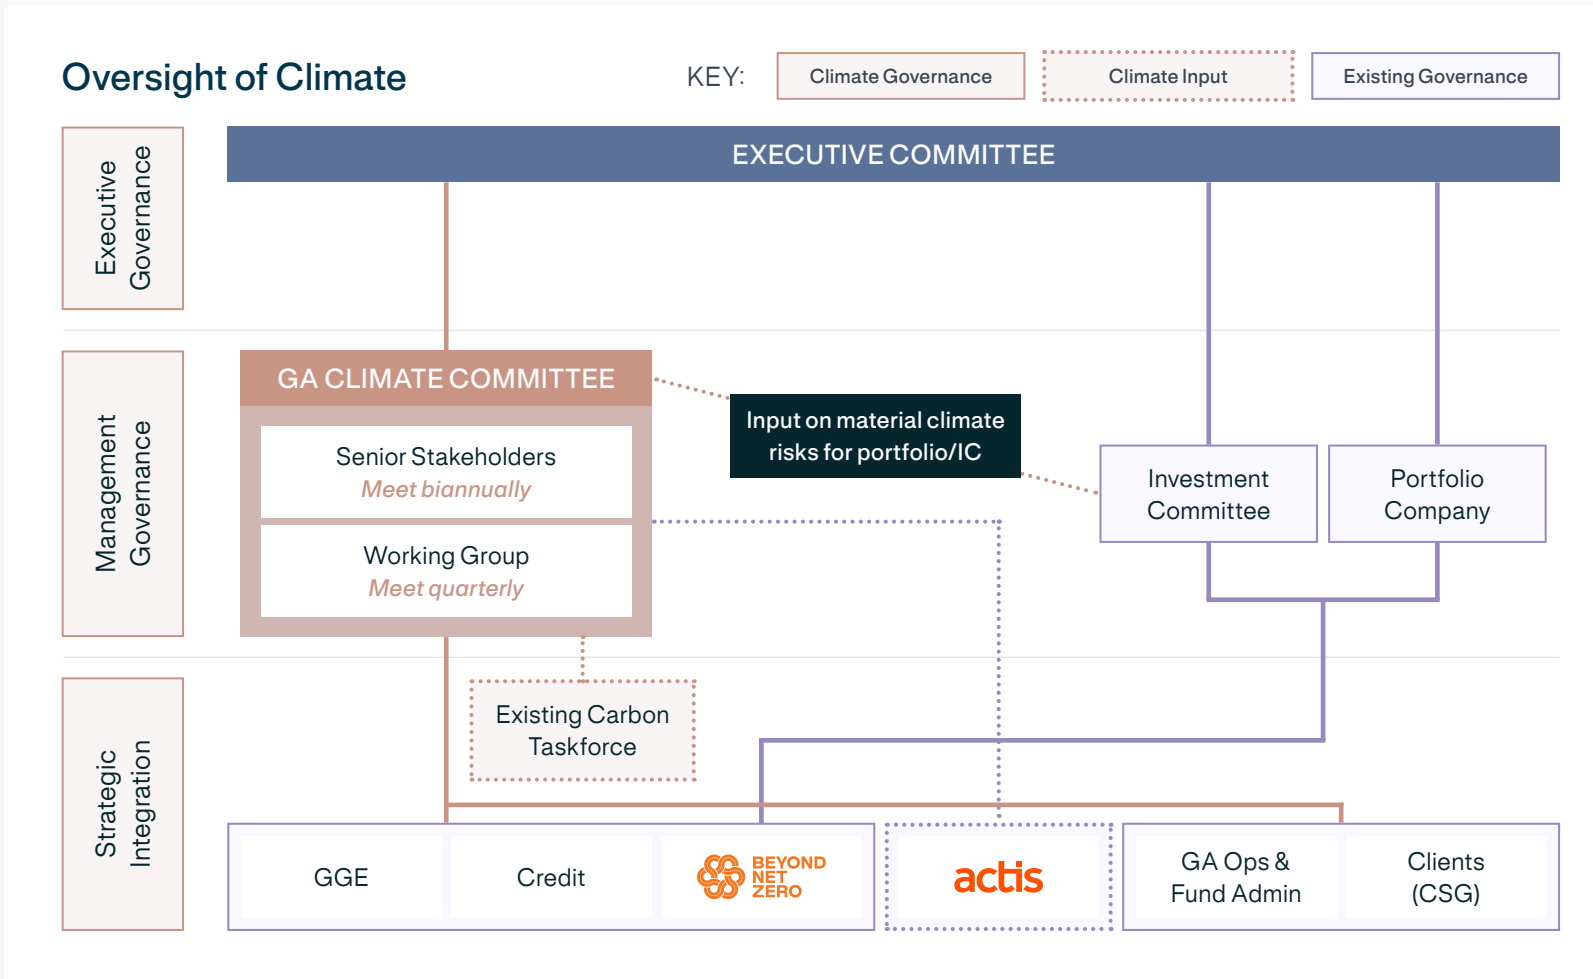 Oversight of Climate
KEY:
Climate Governance
Climate Input
Existing Governance
Executive
Governance
EXECUTIVE COMMITTEE
Management
Governance
GA CLIMATE COMMITTEE
Senior Stakeholders
Meet biannually
Working Group
Meet quarterly
Input on material climate
risks for portfolio/IC
Investment
Committee
Portfolio
Company
Strategic
Integration
Existing Carbon
Taskforce
GGE
Credit
BEYOND
NET
ZERO
actis
GA Ops &
Fund Admin
Clients
(CSG)